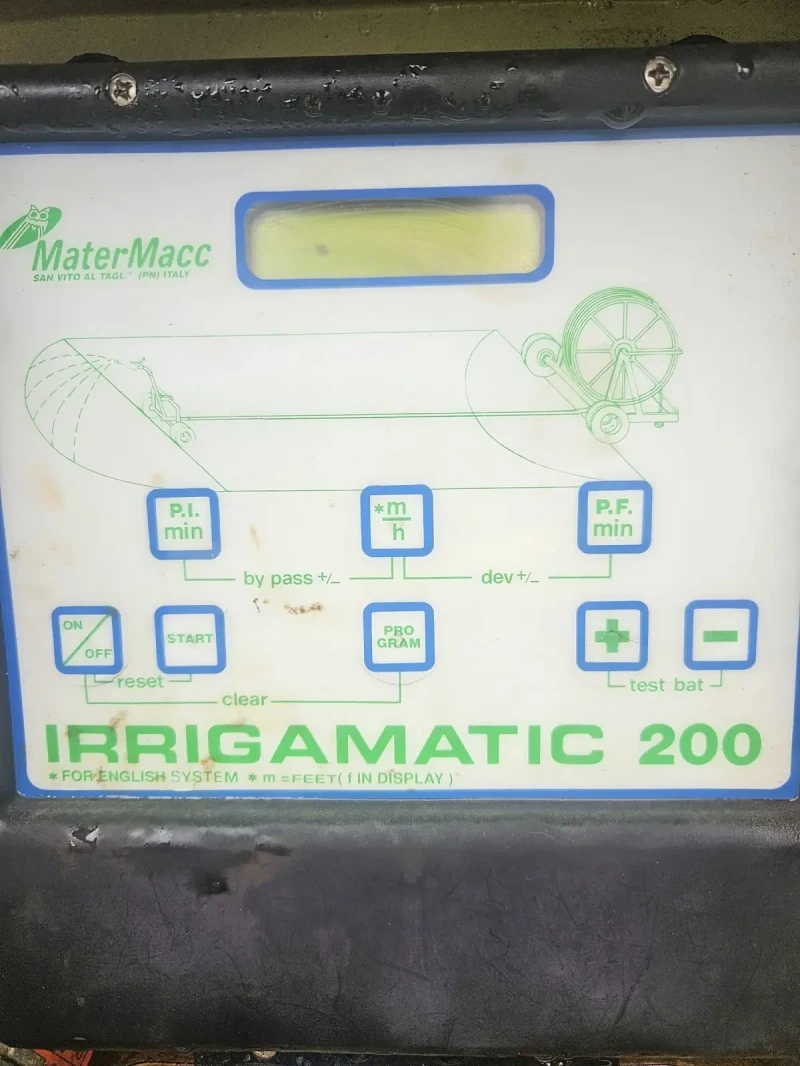 MaterMacc
SAN VITO AL TAGL.TO (PN) ITALY
P.I.
min
*m
h
P.F.
min
by pass +/-
dev +/-
ON
OFF
START
PRO
GRAM
+
-
reset
test bat
clear
IRRIGAMATIC 200
* FOR ENGLISH SYSTEM * m =FEET( f IN DISPLAY )